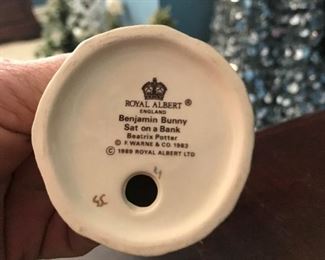 ROYAL ALBERT ®
ENGLAND
Benjamin Bunny
Sat on a Bank
Beatrix Potter
© F. WARNE & CO. 1983
© 1989 ROYAL ALBERT LTD